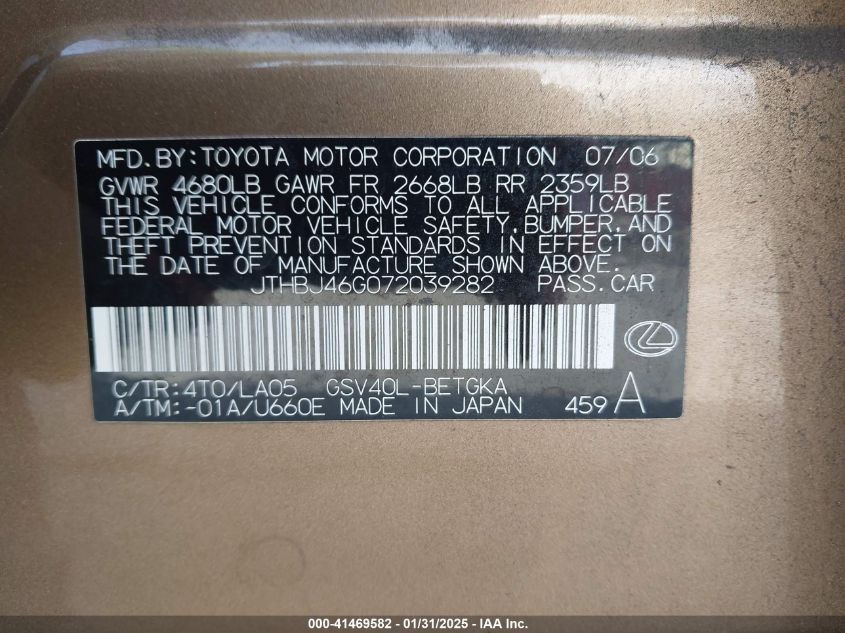 MFD. BY: TOYOTA MOTOR CORPORATION 07/06
GVWR 4680LB GAWR FR 2668LB RR 2359LB
THIS VEHICLE CONFORMS TO ALL APPLICABLE
FEDERAL MOTOR VEHICLE SAFETY, BUMPER, AND
THEFT PREVENTION STANDARDS IN EFFECT ON
THE DATE OF MANUFACTURE SHOWN ABOVE.
JTHBJ46G072039282 PASS. CAR
C/TR: 4T0/LA05 GSV40L-BETGKA
A/TM: -01A/U660E MADE IN JAPAN 459 A
000-41469582 - 01/31/2025 - IAA Inc.